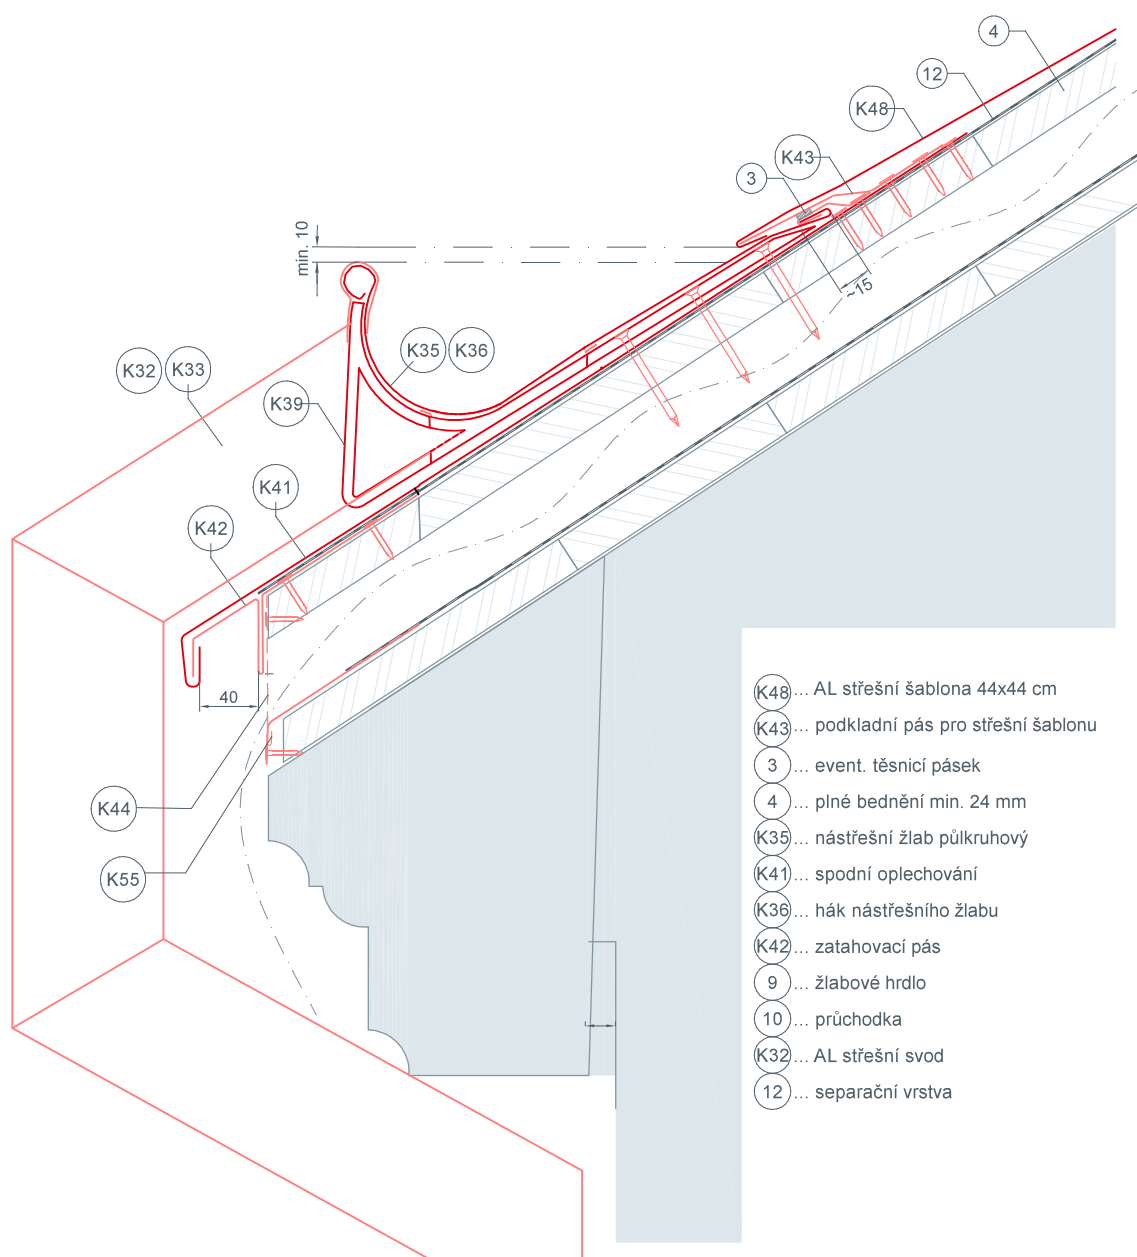 4
12
K48
K43
3
min. 10
~15
K35 K36
K32 K33
K39
K41
K42
40
K44
K55
K48 ... AL střešní šablona 44x44 cm
K43 ... podkladní pás pro střešní šablonu
3 ... event. těsnicí pásek
4 ... plné bednění min. 24 mm
K35 ... nástřešní žlab půlkruhový
K41 ... spodní oplechování
K36 ... hák nástřešního žlabu
K42 ... zatahovací pás
9 ... žlabové hrdlo
10 ... průchodka
K32 ... AL střešní svod
12 ... separační vrstva